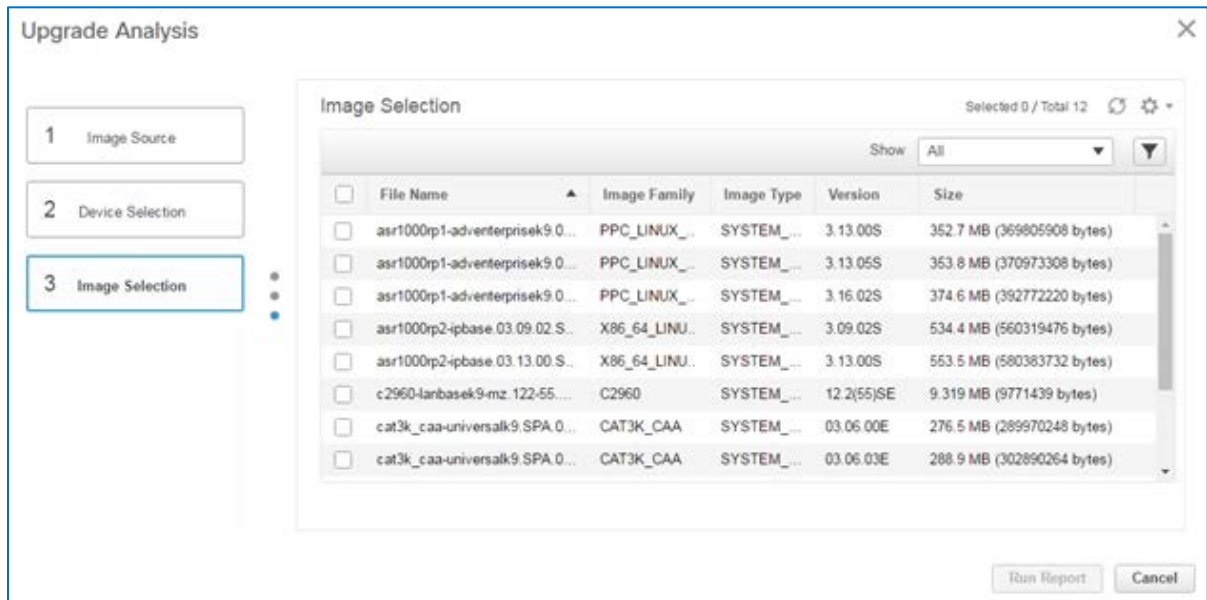 Upgrade Analysis
1 Image Source
2 Device Selection
3 Image Selection
Image Selection Selected 0 / Total 12
Show All
File Name Image Family Image Type Version Size
asr1000rp1-adventerprisek9.0... PPC_LINUX_... SYSTEM_... 3.13.00S 352.7 MB (369805908 bytes)
asr1000rp1-adventerprisek9.0... PPC_LINUX_... SYSTEM_... 3.13.05S 353.8 MB (370973308 bytes)
asr1000rp1-adventerprisek9.0... PPC_LINUX_... SYSTEM_... 3.16.02S 374.6 MB (392772220 bytes)
asr1000rp2-ipbase.03.09.02.S... X86_64_LINU... SYSTEM_... 3.09.02S 534.4 MB (560319476 bytes)
asr1000rp2-ipbase.03.13.00.S... X86_64_LINU... SYSTEM_... 3.13.00S 553.5 MB (580383732 bytes)
c2960-lanbasek9-mz.122-55.... C2960 SYSTEM_... 12.2(55)SE 9.319 MB (9771439 bytes)
cat3k_caa-universalk9.SPA.0... CAT3K_CAA SYSTEM_... 03.06.00E 276.5 MB (289970248 bytes)
cat3k_caa-universalk9.SPA.0... CAT3K_CAA SYSTEM_... 03.06.03E 288.9 MB (302890264 bytes)
Run Report Cancel